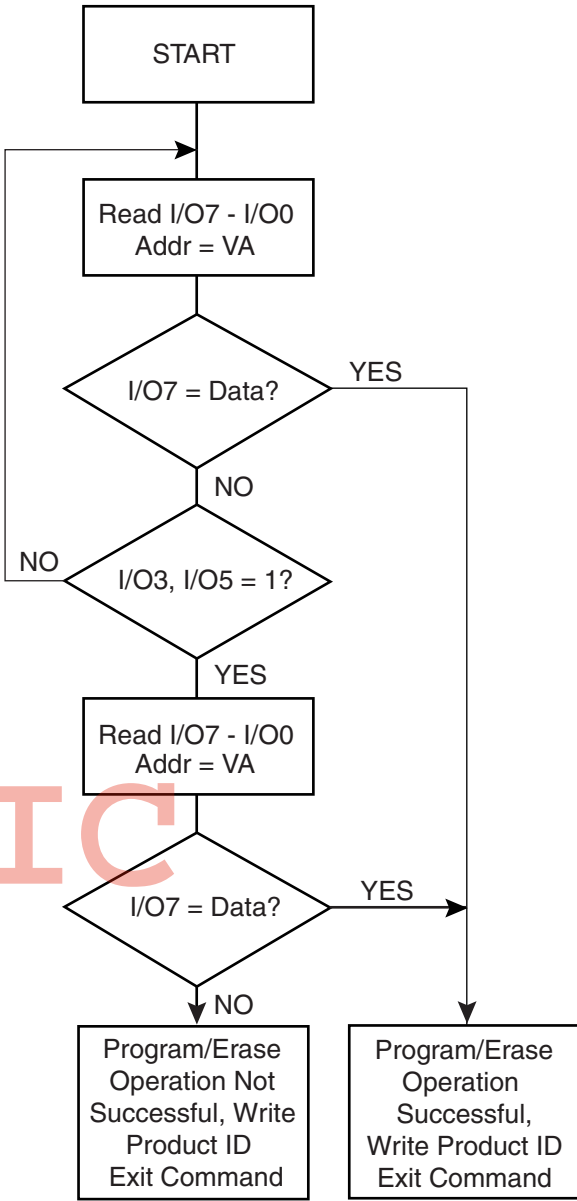 START
Read I/O7 - I/O0
Addr = VA
I/O7 = Data?
YES
NO
NO
I/O3, I/O5 = 1?
YES
Read I/O7 - I/O0
Addr = VA
IC
I/O7 = Data?
YES
NO
Program/Erase
Operation Not
Successful, Write
Product ID
Exit Command
Program/Erase
Operation
Successful,
Write Product ID
Exit Command